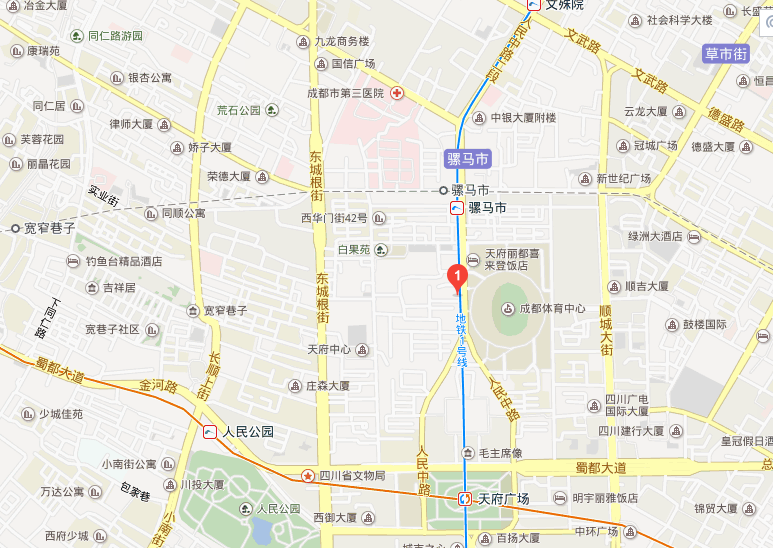 冶金大厦
同仁路游园
康瑞苑
九龙商务楼
国信广场
银杏公寓
成都市第三医院
同仁居
荒石公园
律师大厦
芙蓉花园
娇子大厦
丽晶花园
荣德大厦
东城根街
实业街
同顺公寓
宽窄巷子
西华门街42号
白果苑
钓鱼台精品酒店
吉祥居
下同仁路
宽窄巷子
宽巷子社区
东城根街
长顺上街
天府中心
蜀都大道
金河路
庄森大厦
少城佳苑
人民公园
小南街公寓
川投大厦
四川省文物局
万达公寓
包家巷
小南街
人民公园
西御大厦
西府少城
文殊院
人民中路二段
社会科学大楼
文武路
草市街
文武路
恒昌
中银大厦附楼
云龙大厦
德盛路
冠城广场
德盛大厦
骡马市
骡马市
骡马市
新世纪广场
绿洲大酒店
天府丽都喜
来登饭店
1
地铁1号线
成都体育中心
顺吉大厦
顺城大街
鼓楼国际
人民中路
四川广电
国际大厦
四川建行大厦
皇冠假日酒
人民中路
毛主席像
蜀都大道
总
天府广场
明宇丽雅饭店
锦贸大厦
百扬大厦
中环广场